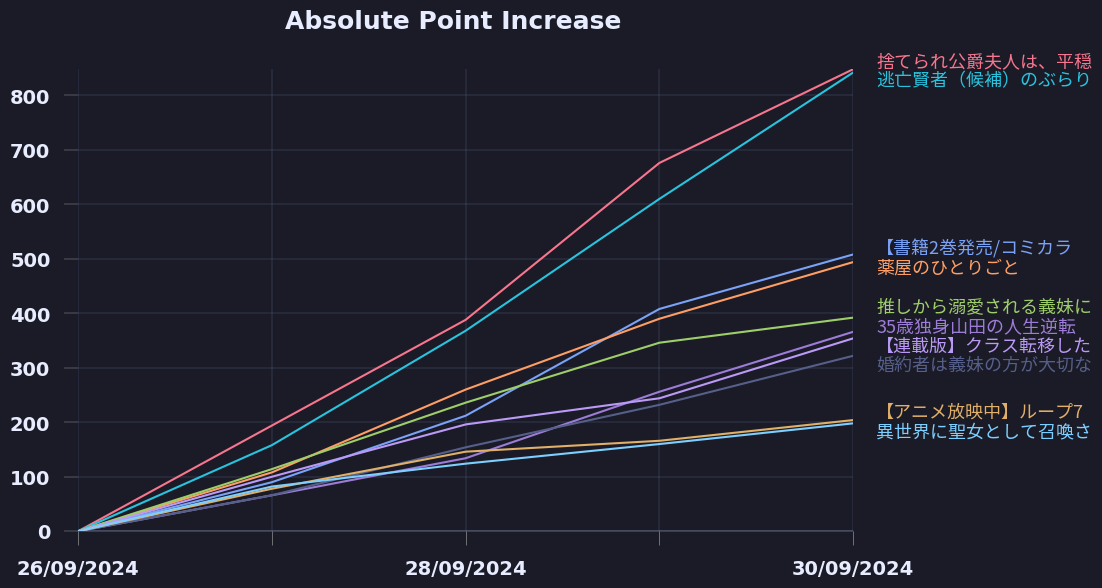 Absolute Point Increase
捨てられ公爵夫人は、平穏
逃亡賢者（候補）のぶらり
800
700
600
【書籍2巻発売/コミカラ
500
薬屋のひとりごと
400
推しから溺愛される義妹に
35歳独身山田の人生逆転
【連載版】クラス転移した
300
婚約者は義妹の方が大切な
200
【アニメ放映中】ループ7
異世界に聖女として召喚さ
100
0
26/09/2024
28/09/2024
30/09/2024